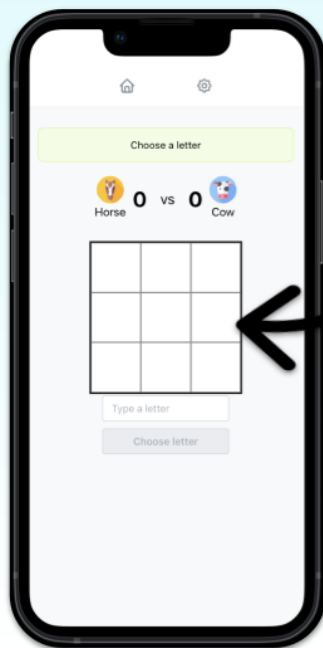 Choose a letter
0 vs 0
Horse Cow
Type a letter
Choose letter